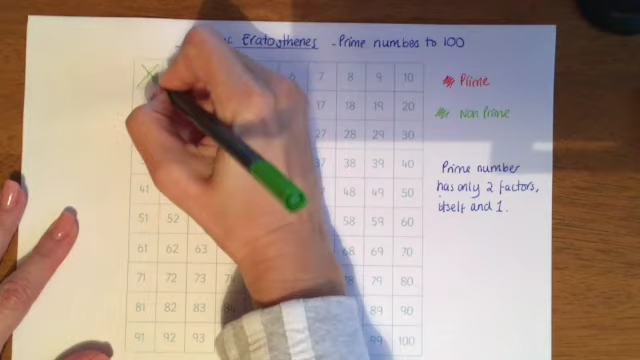 Eratosthenes - Prime numbers to 100
6 7 8 9 10
17 18 19 20
27 28 29 30
37 38 39 40
41 48 49 50
51 52 58 59 60
61 62 63 68 69 70
71 72 73 74 79 80
81 82 83 84 89 90
91 92 93 99 100
Prime
Non Prime
Prime number
has only 2 factors,
itself and 1.